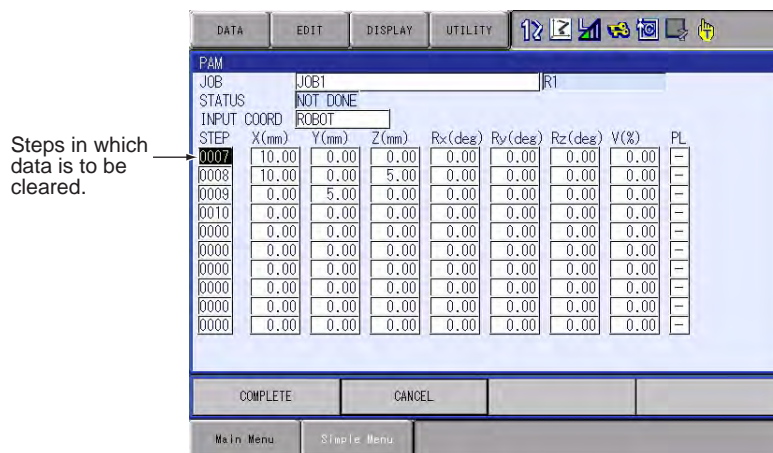 DATA EDIT DISPLAY UTILITY
PAM
JOB JOB1 R1
STATUS NOT DONE
INPUT COORD ROBOT
STEP X(mm) Y(mm) Z(mm) Rx(deg) Ry(deg) Rz(deg) V(%) PL
0007 10.00 0.00 0.00 0.00 0.00 0.00 0.00 -
0008 10.00 0.00 5.00 0.00 0.00 0.00 0.00 -
0009 0.00 5.00 0.00 0.00 0.00 0.00 0.00 -
0010 0.00 0.00 0.00 0.00 0.00 0.00 0.00 -
0000 0.00 0.00 0.00 0.00 0.00 0.00 0.00 -
0000 0.00 0.00 0.00 0.00 0.00 0.00 0.00 -
0000 0.00 0.00 0.00 0.00 0.00 0.00 0.00 -
0000 0.00 0.00 0.00 0.00 0.00 0.00 0.00 -
0000 0.00 0.00 0.00 0.00 0.00 0.00 0.00 -
0000 0.00 0.00 0.00 0.00 0.00 0.00 0.00 -
Steps in which
data is to be
cleared.
COMPLETE CANCEL
Main Menu Simple Menu